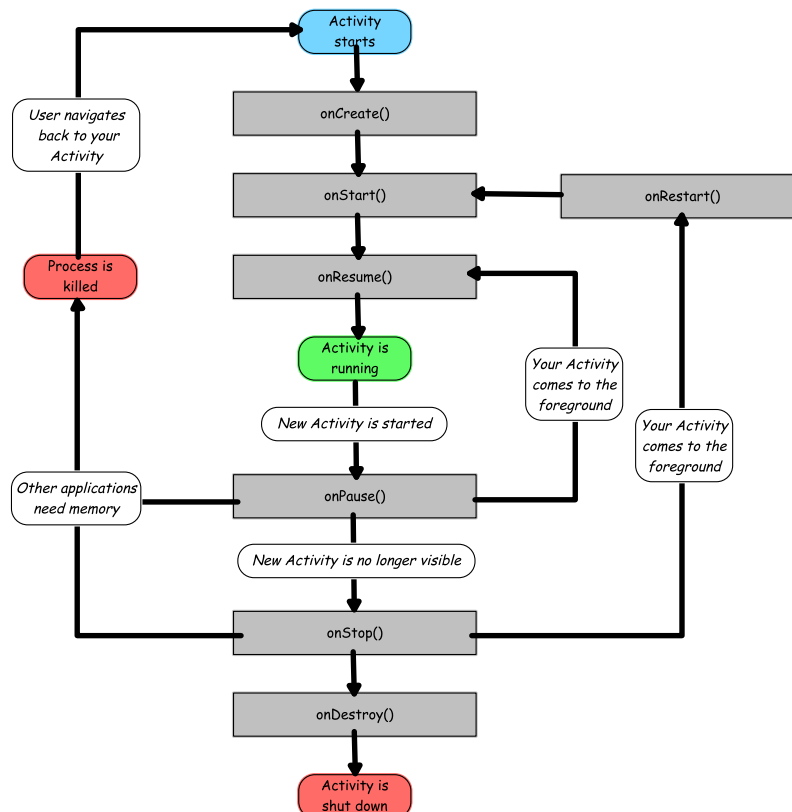 Activity
starts
onCreate()
User navigates
back to your
Activity
onStart()
onRestart()
Process is
killed
onResume()
Activity is
running
Your Activity
comes to the
foreground
New Activity is started
Your Activity
comes to the
foreground
Other applications
need memory
onPause()
New Activity is no longer visible
onStop()
onDestroy()
Activity is
shut down